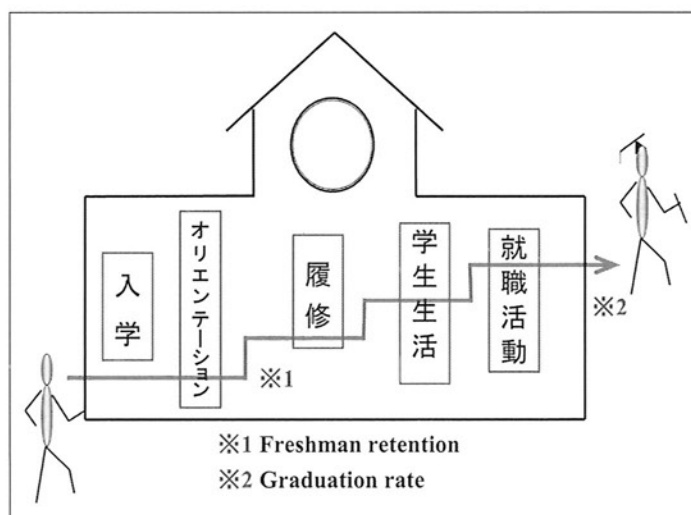 入学
オリエンテーション
履修
学生生活
就職活動
※1
※2
※1 Freshman retention
※2 Graduation rate